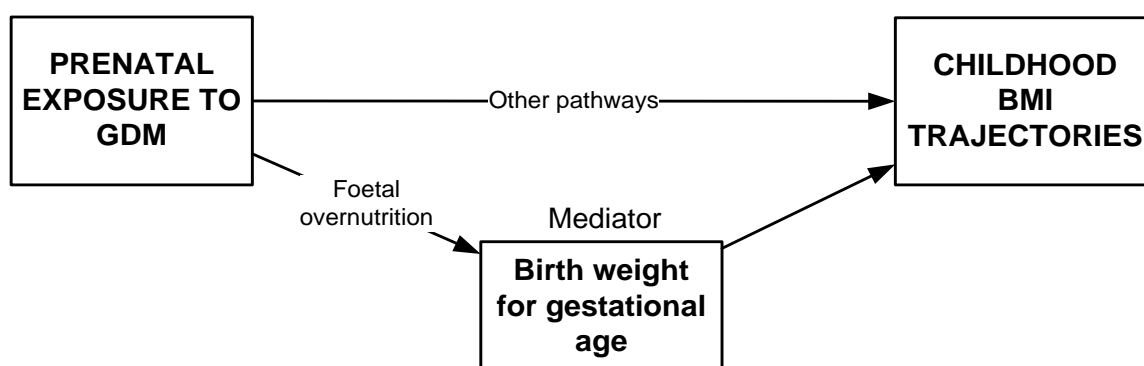 PRENATAL
EXPOSURE TO
GDM
Other pathways
CHILDHOOD
BMI
TRAJECTORIES
Foetal
overnutrition
Mediator
Birth weight
for gestational
age